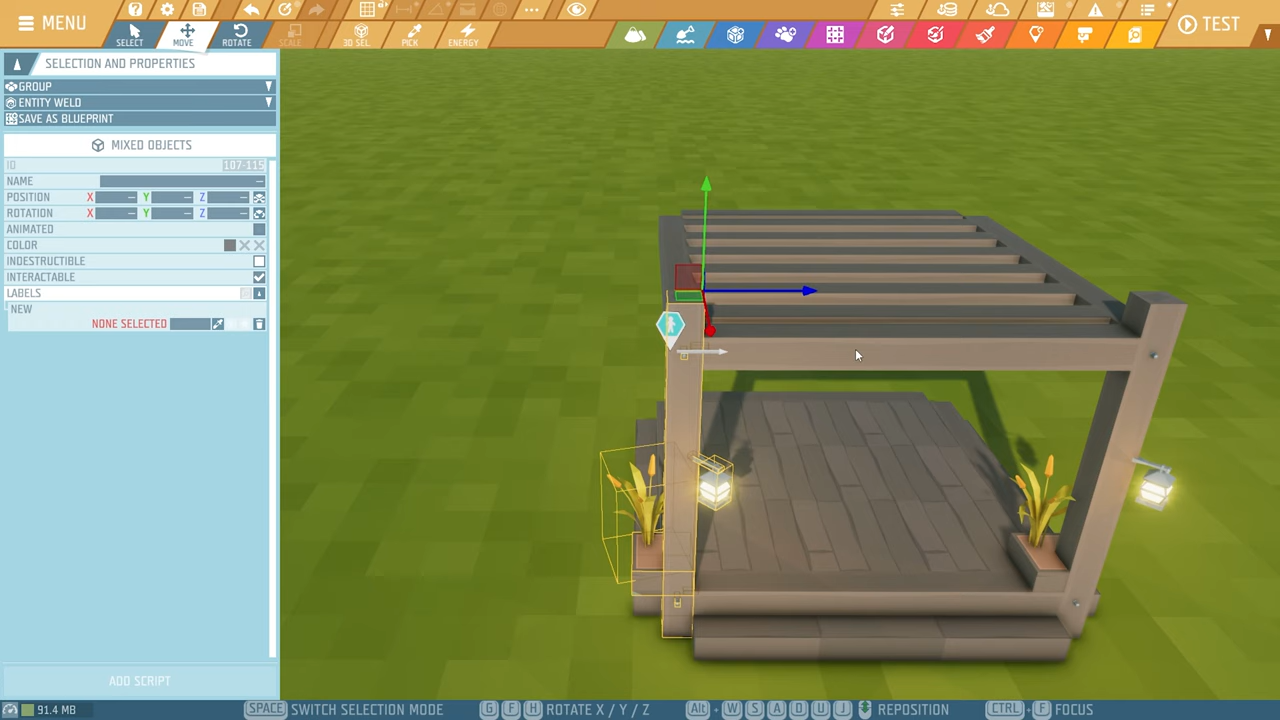 MENU
SELECT
MOVE
ROTATE
SCALE
3D SEL
PICK
ENERGY
TEST
SELECTION AND PROPERTIES
GROUP
ENTITY WELD
SAVE AS BLUEPRINT
MIXED OBJECTS
ID 107-115
NAME –
POSITION X – Y – Z –
ROTATION X – Y – Z –
ANIMATED
COLOR
INDESTRUCTIBLE
INTERACTABLE
LABELS
NEW
NONE SELECTED
ADD SCRIPT
91.4 MB
SPACE SWITCH SELECTION MODE
G F H ROTATE X / Y / Z
Alt + W S A D U J REPOSITION
CTRL + F FOCUS